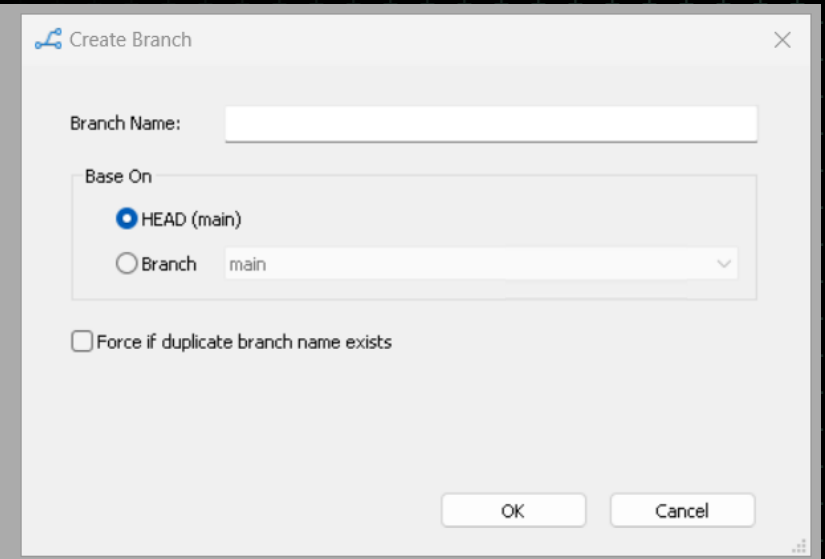 Create Branch
Branch Name:
Base On
HEAD (main)
Branch main
Force if duplicate branch name exists
OK Cancel